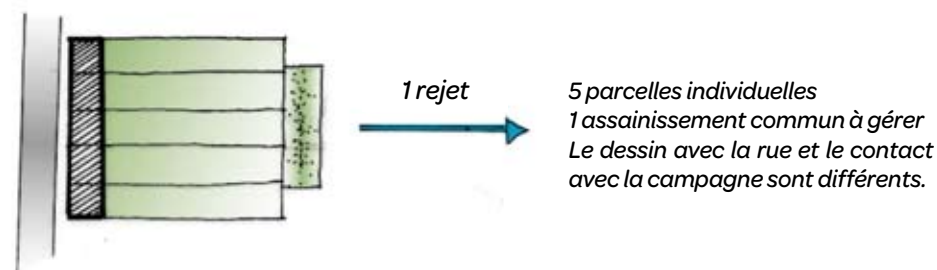 1 rejet
5 parcelles individuelles
1 assainissement commun à gérer
Le dessin avec la rue et le contact
avec la campagne sont différents.